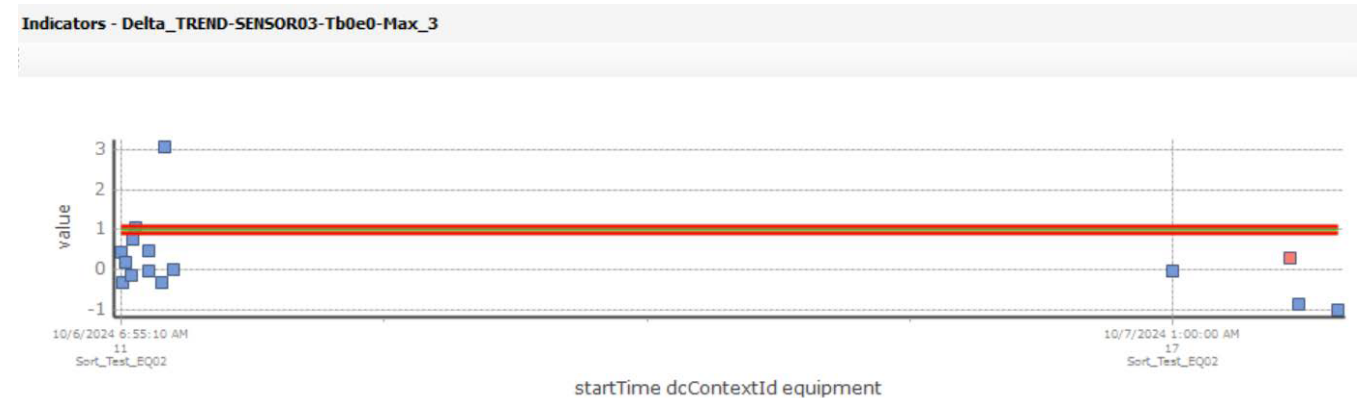 Indicators - Delta_TREND-SENSOR03-Tb0e0-Max_3
3
2
1
0
-1
value
10/6/2024 6:55:10 AM
11
Sort_Test_EQ02
10/7/2024 1:00:00 AM
17
Sort_Test_EQ02
startTime dcContextId equipment